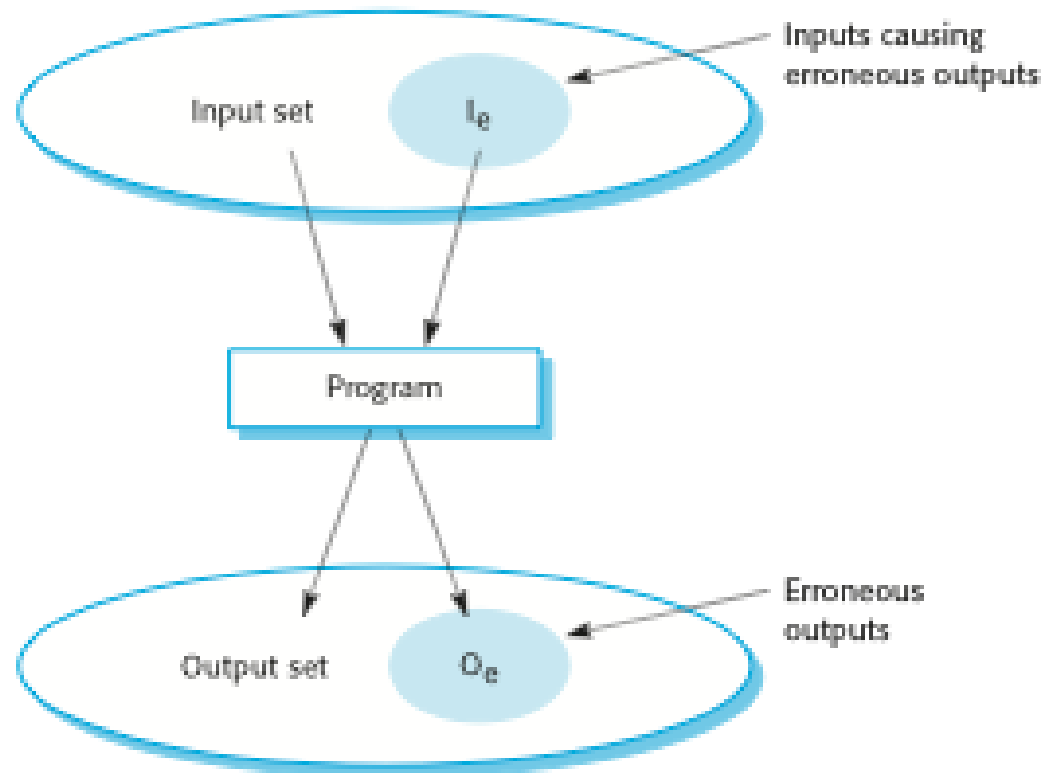 Inputs causing
erroneous outputs
Input set
Ie
Program
Erroneous
outputs
Output set
Oe